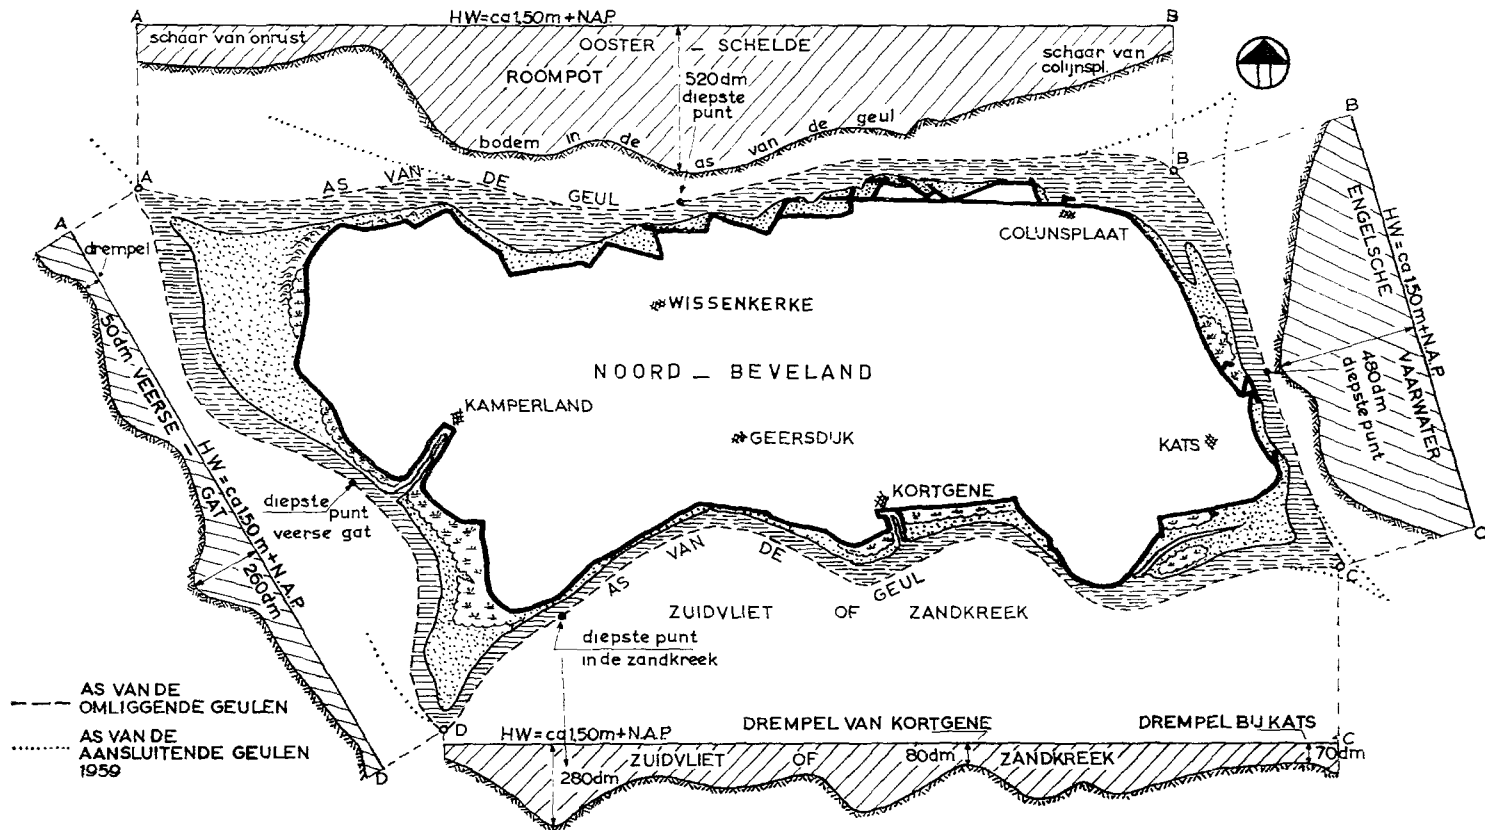 A
HW=ca1,50m+N.A.P.
B
schaar van onrust
OOSTER _ SCHELDE
schaar van
colijnspl.
ROOMPOT
520dm
diepste
punt
bodem in de as van de geul
A
AS VAN DE GEUL
B
B
A
drempel
COLIJNSPLAAT
ENGELSCHE
VAARWATER
HW=ca1,50m+N.A.P.
480dm
diepste
punt
C
WISSENKERKE
50dm
VEERSE _ GAT
HW=ca1,50m+N.A.P.
260dm
NOORD _ BEVELAND
KAMPERLAND
GEERSDIJK
KATS
diepste
punt
veerse gat
KORTGENE
AS VAN DE GEUL
C
ZUIDVLIET OF ZANDKREEK
diepste punt
in de zandkreek
AS VAN DE
OMLIGGENDE GEULEN
AS VAN DE
AANSLUITENDE GEULEN
1959
D
D
HW=ca1,50m+N.A.P.
DREMPEL VAN KORTGENE
DREMPEL BIJ KATS
C
280dm
ZUIDVLIET OF ZANDKREEK
80dm
70dm